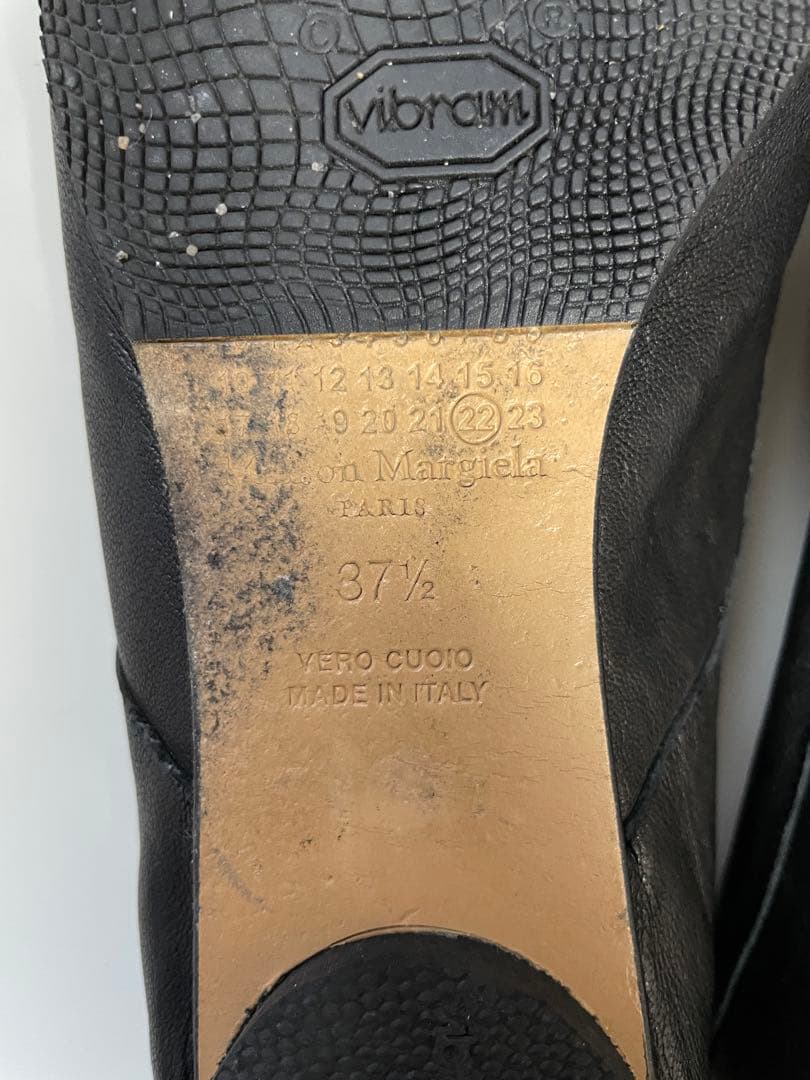 © ®
vibram
12 13 14 15 16
19 20 21 22 23
Margiela
PARIS
37½
VERO CUOIO
MADE IN ITALY